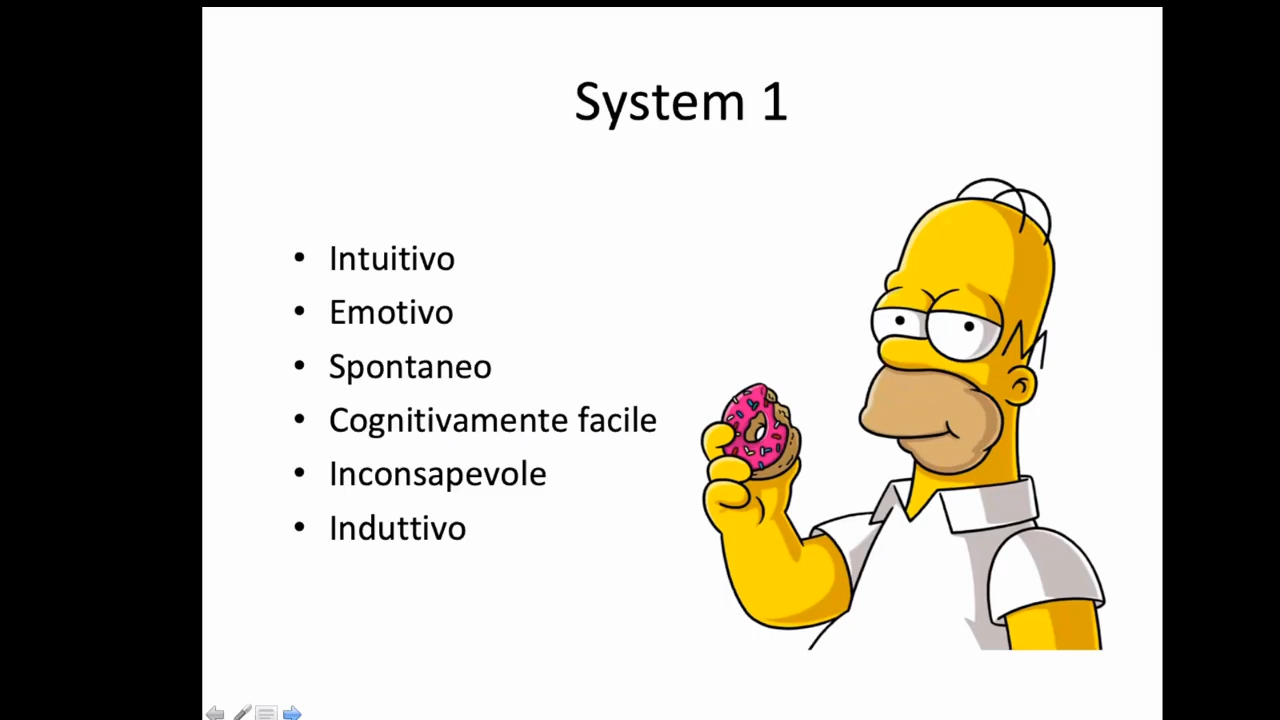 System 1
• Intuitivo
• Emotivo
• Spontaneo
• Cognitivamente facile
• Inconsapevole
• Induttivo